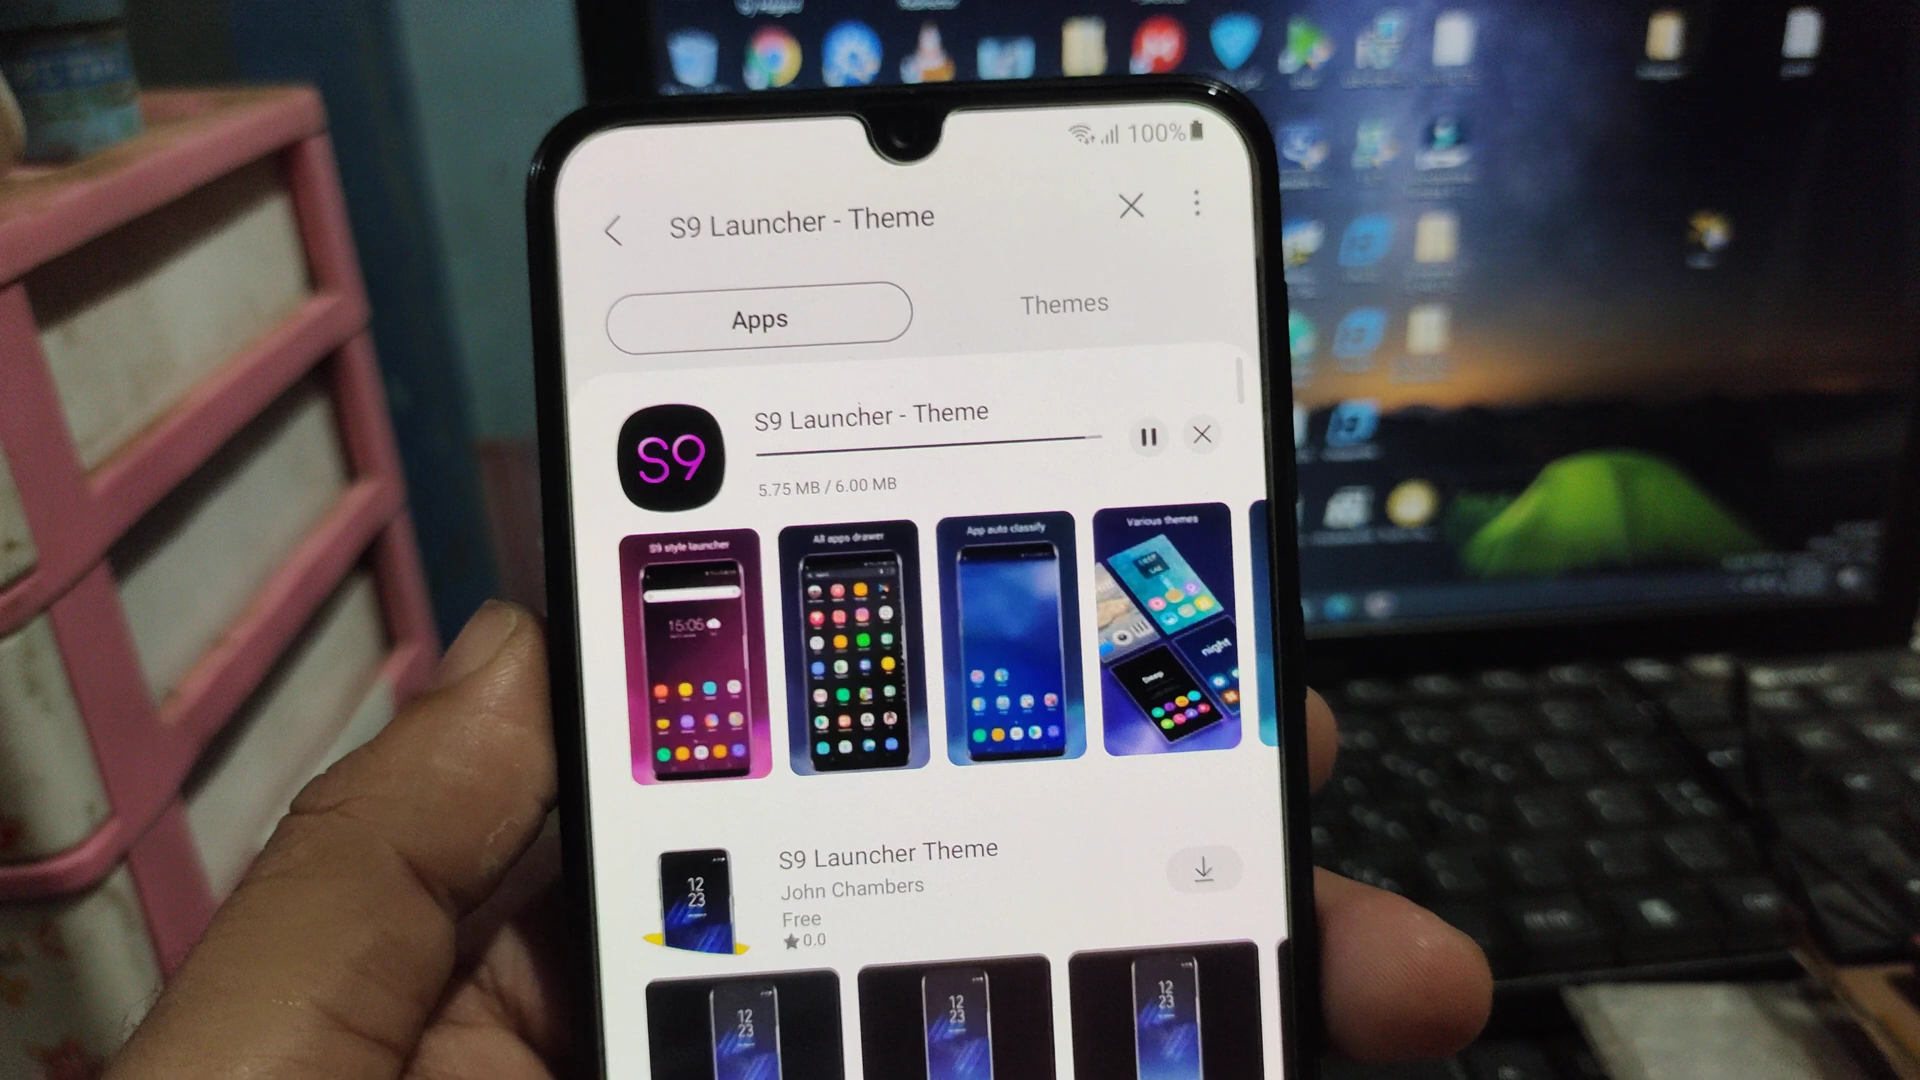 100%
S9 Launcher - Theme
Apps
Themes
S9
S9 Launcher - Theme
5.75 MB / 6.00 MB
S9 style launcher
All apps drawer
App auto classify
Various themes
15:05
night
Deep
S9 Launcher Theme
John Chambers
Free
0.0
12
23
12
23
12
23
12
23